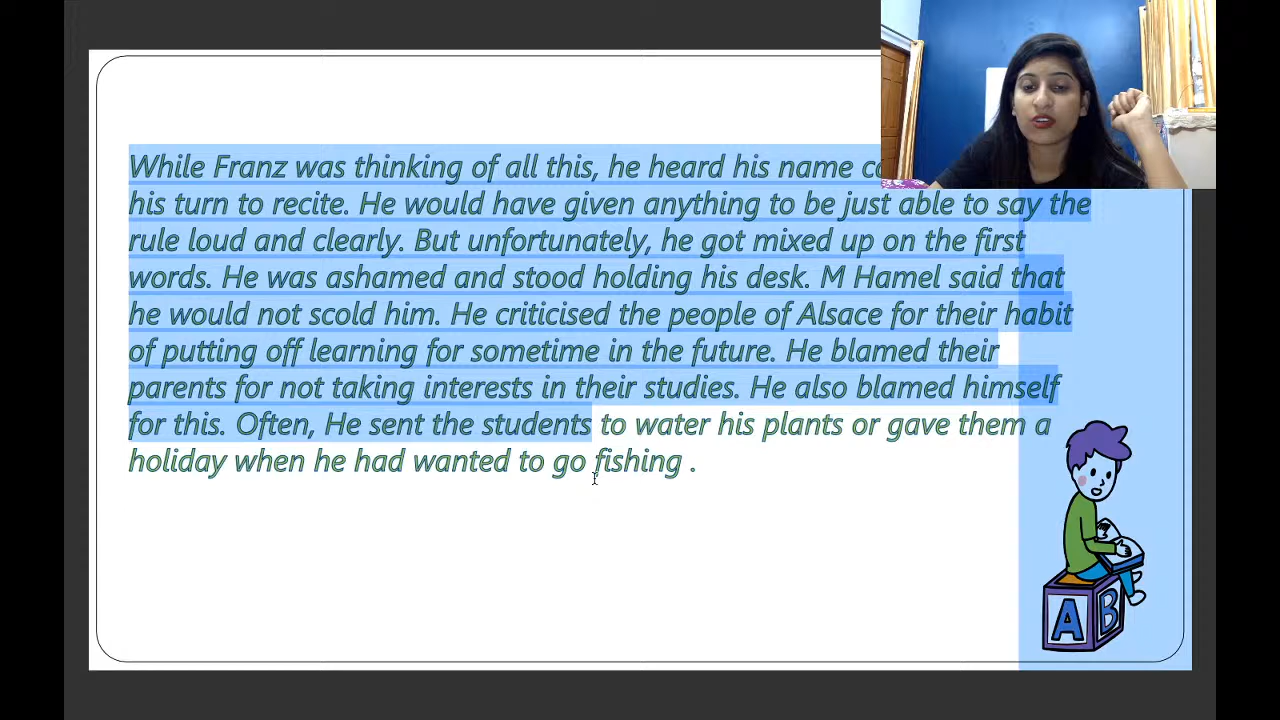 While Franz was thinking of all this, he heard his name
his turn to recite. He would have given anything to be just able to say the
rule loud and clearly. But unfortunately, he got mixed up on the first
words. He was ashamed and stood holding his desk. M Hamel said that
he would not scold him. He criticised the people of Alsace for their habit
of putting off learning for sometime in the future. He blamed their
parents for not taking interests in their studies. He also blamed himself
for this. Often, He sent the students to water his plants or gave them a
holiday when he had wanted to go fishing .
A B